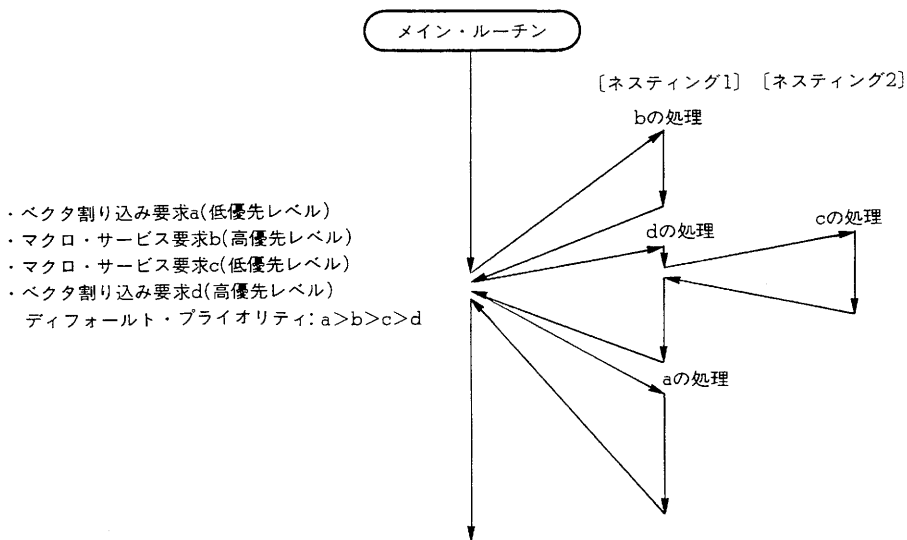 メイン・ルーチン
〔ネスティング1〕 〔ネスティング2〕
bの処理
・ベクタ割り込み要求a(低優先レベル)
・マクロ・サービス要求b(高優先レベル)
・マクロ・サービス要求c(低優先レベル)
・ベクタ割り込み要求d(高優先レベル)
ディフォールト・プライオリティ:a>b>c>d
dの処理
cの処理
aの処理